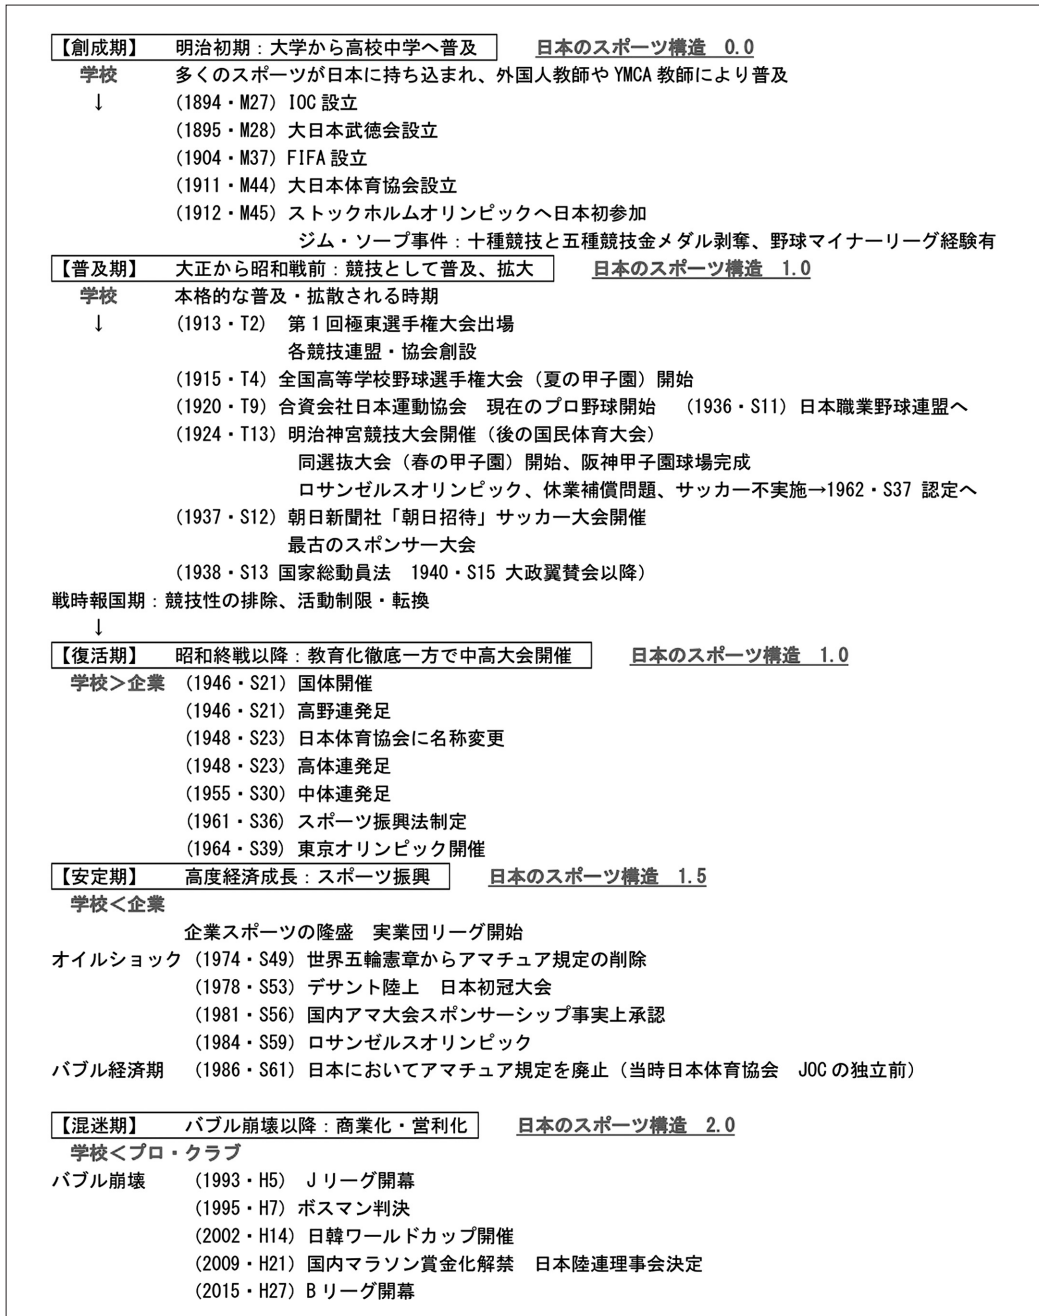 【創成期】　明治初期：大学から高校中学へ普及　日本のスポーツ構造　0.0
学校　多くのスポーツが日本に持ち込まれ、外国人教師や YMCA 教師により普及
↓　（1894・M27）IOC 設立
（1895・M28）大日本武徳会設立
（1904・M37）FIFA 設立
（1911・M44）大日本体育協会設立
（1912・M45）ストックホルムオリンピックへ日本初参加
ジム・ソープ事件：十種競技と五種競技金メダル剥奪、野球マイナーリーグ経験有
【普及期】　大正から昭和戦前：競技として普及、拡大　日本のスポーツ構造　1.0
学校　本格的な普及・拡散される時期
↓　（1913・T2）　第１回極東選手権大会出場
各競技連盟・協会創設
（1915・T4）全国高等学校野球選手権大会（夏の甲子園）開始
（1920・T9）合資会社日本運動協会　現在のプロ野球開始　（1936・S11）日本職業野球連盟へ
（1924・T13）明治神宮競技大会開催（後の国民体育大会）
同選抜大会（春の甲子園）開始、阪神甲子園球場完成
ロサンゼルスオリンピック、休業補償問題、サッカー不実施→1962・S37 認定へ
（1937・S12）朝日新聞社「朝日招待」サッカー大会開催
最古のスポンサー大会
（1938・S13 国家総動員法　1940・S15 大政翼賛会以降）
戦時報国期：競技性の排除、活動制限・転換
↓
【復活期】　昭和終戦以降：教育化徹底一方で中高大会開催　日本のスポーツ構造　1.0
学校＞企業　（1946・S21）国体開催
（1946・S21）高野連発足
（1948・S23）日本体育協会に名称変更
（1948・S23）高体連発足
（1955・S30）中体連発足
（1961・S36）スポーツ振興法制定
（1964・S39）東京オリンピック開催
【安定期】　高度経済成長：スポーツ振興　日本のスポーツ構造　1.5
学校＜企業
企業スポーツの隆盛　実業団リーグ開始
オイルショック（1974・S49）世界五輪憲章からアマチュア規定の削除
（1978・S53）デサント陸上　日本初冠大会
（1981・S56）国内アマ大会スポンサーシップ事実上承認
（1984・S59）ロサンゼルスオリンピック
バブル経済期　（1986・S61）日本においてアマチュア規定を廃止（当時日本体育協会　JOC の独立前）
【混迷期】　バブル崩壊以降：商業化・営利化　日本のスポーツ構造　2.0
学校＜プロ・クラブ
バブル崩壊　（1993・H5）　J リーグ開幕
（1995・H7）ボスマン判決
（2002・H14）日韓ワールドカップ開催
（2009・H21）国内マラソン賞金化解禁　日本陸連理事会決定
（2015・H27）B リーグ開幕